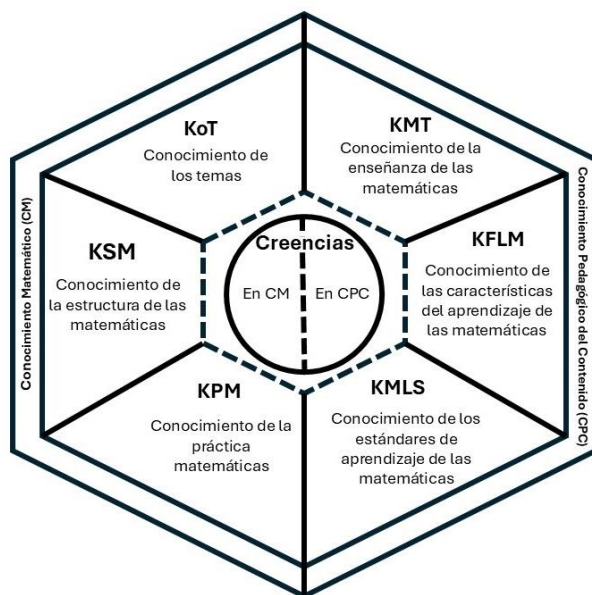 KoT
Conocimiento de
los temas
KMT
Conocimiento de la
enseñanza de las
matemáticas
Conocimiento Matemático (CM)
KSM
Conocimiento de
la estructura de las
matemáticas
Creencias
En CM
En CPC
KFLM
Conocimiento de
las características
del aprendizaje de
las matemáticas
Conocimiento Pedagógico del Contenido (CPC)
KPM
Conocimiento de la
práctica
matemáticas
KMLS
Conocimiento de los
estándares de
aprendizaje de las
matemáticas